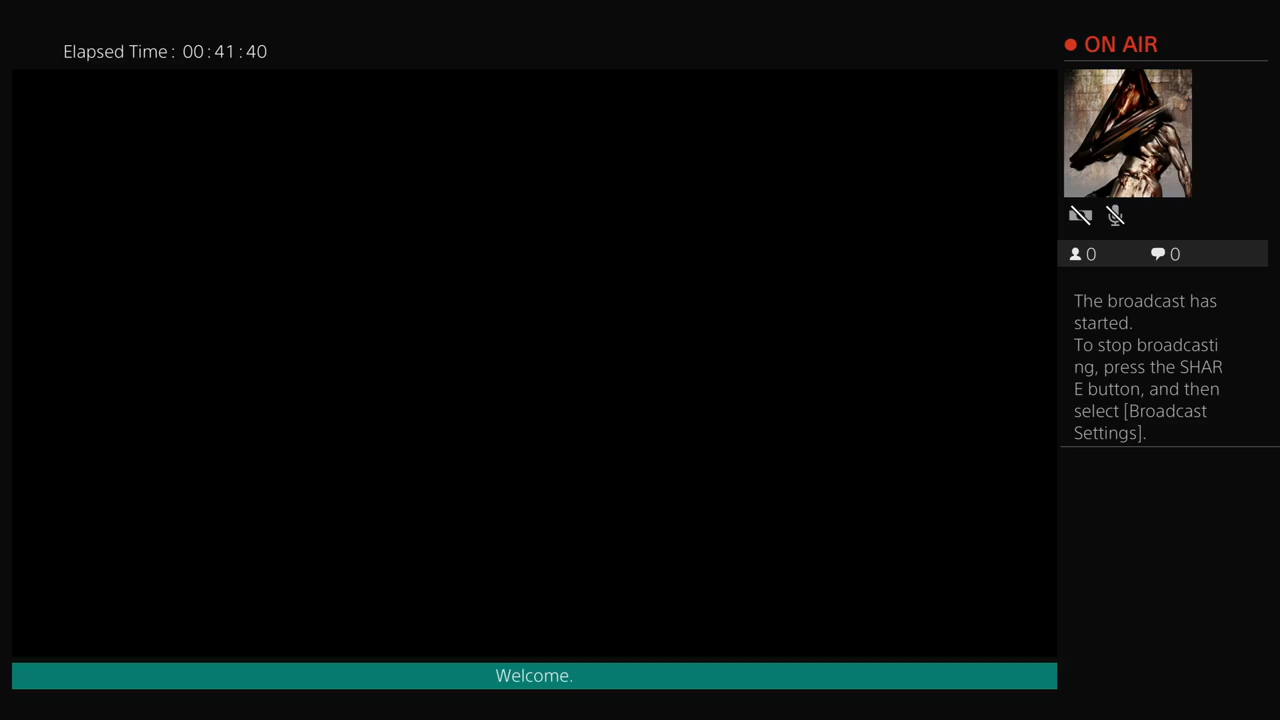 Elapsed Time : 00:41:40
ON AIR
0 0
The broadcast has
started.
To stop broadcasti
ng, press the SHAR
E button, and then
select [Broadcast
Settings].
Welcome.